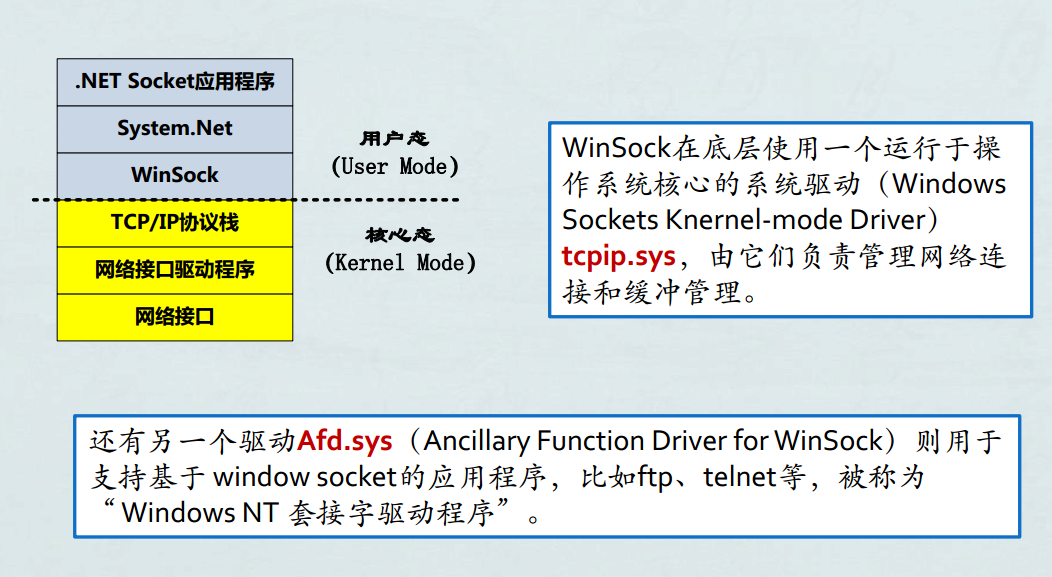 .NET Socket应用程序
System.Net
WinSock
TCP/IP协议栈
网络接口驱动程序
网络接口
用户态
(User Mode)
核心态
(Kernel Mode)
WinSock在底层使用一个运行于操
作系统核心的系统驱动（Windows
Sockets Knernel-mode Driver）
tcpip.sys，由它们负责管理网络连
接和缓冲管理。
还有另一个驱动Afd.sys（Ancillary Function Driver for WinSock）则用于
支持基于 window socket的应用程序，比如ftp、telnet等，被称为
“Windows NT 套接字驱动程序”。